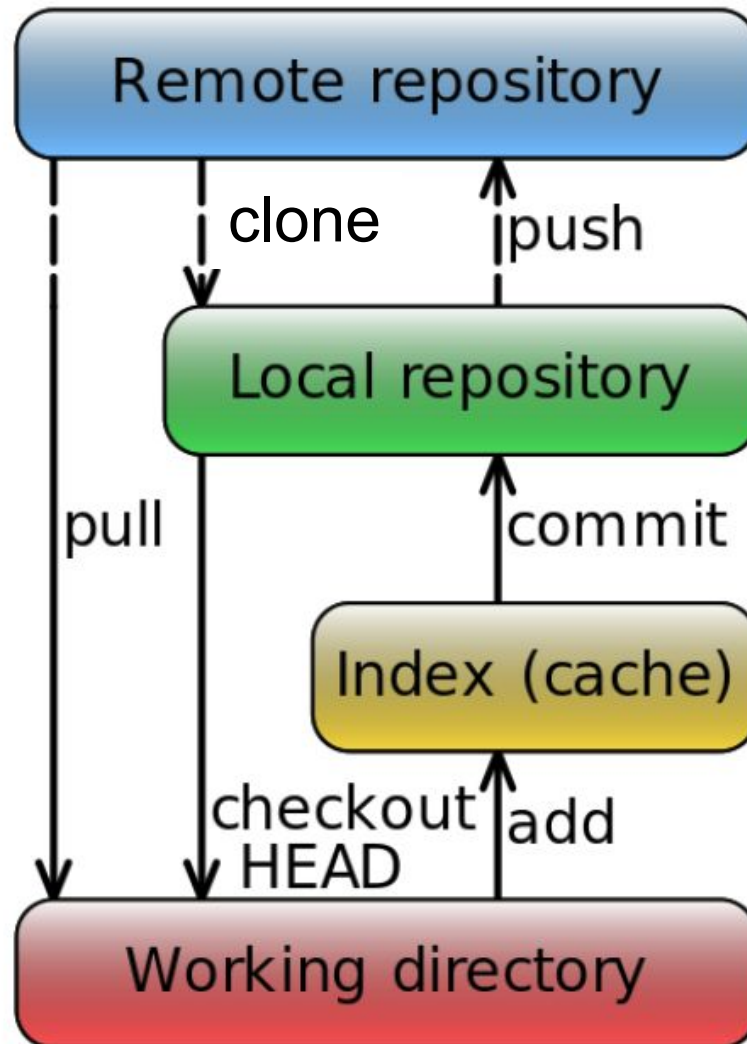 Remote repository
clone
push
Local repository
pull
commit
Index (cache)
checkout
HEAD
add
Working directory